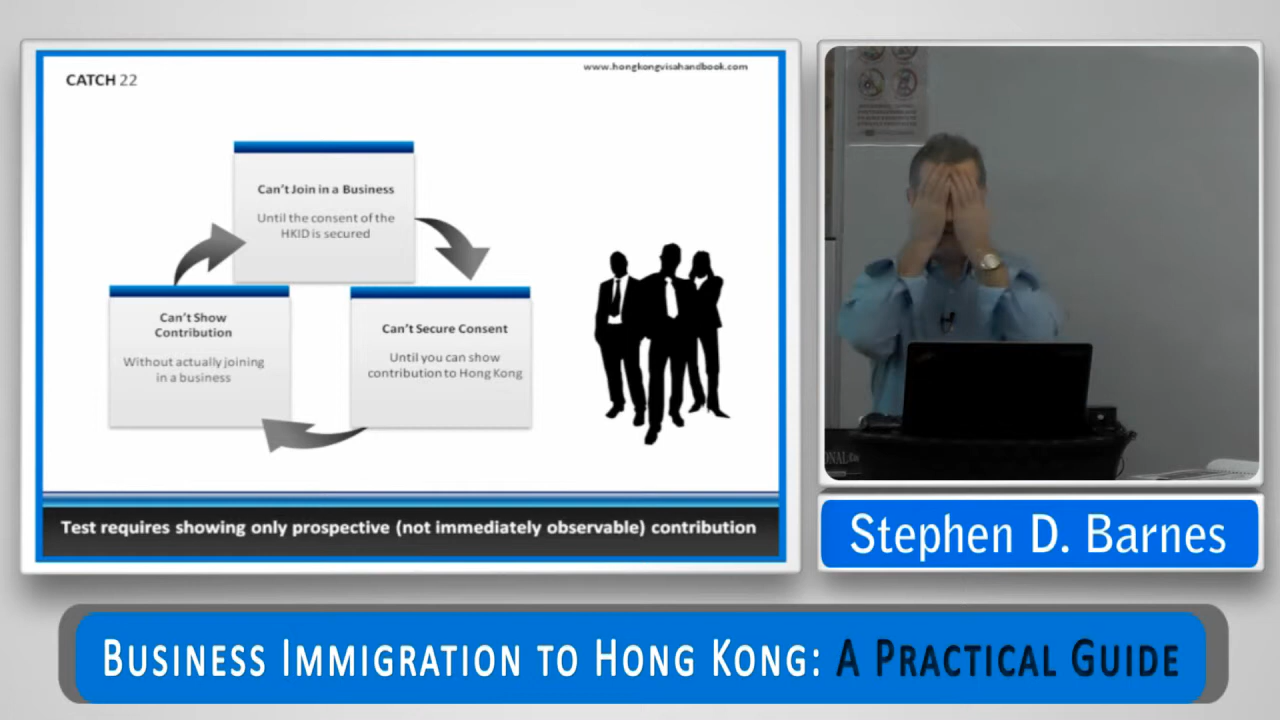 CATCH 22
www.hongkongvisahandbook.com
Can't Join in a Business
Until the consent of the
HKID is secured
Can't Show
Contribution
Without actually joining
in a business
Can't Secure Consent
Until you can show
contribution to Hong Kong
Test requires showing only prospective (not immediately observable) contribution
Stephen D. Barnes
BUSINESS IMMIGRATION TO HONG KONG: A PRACTICAL GUIDE